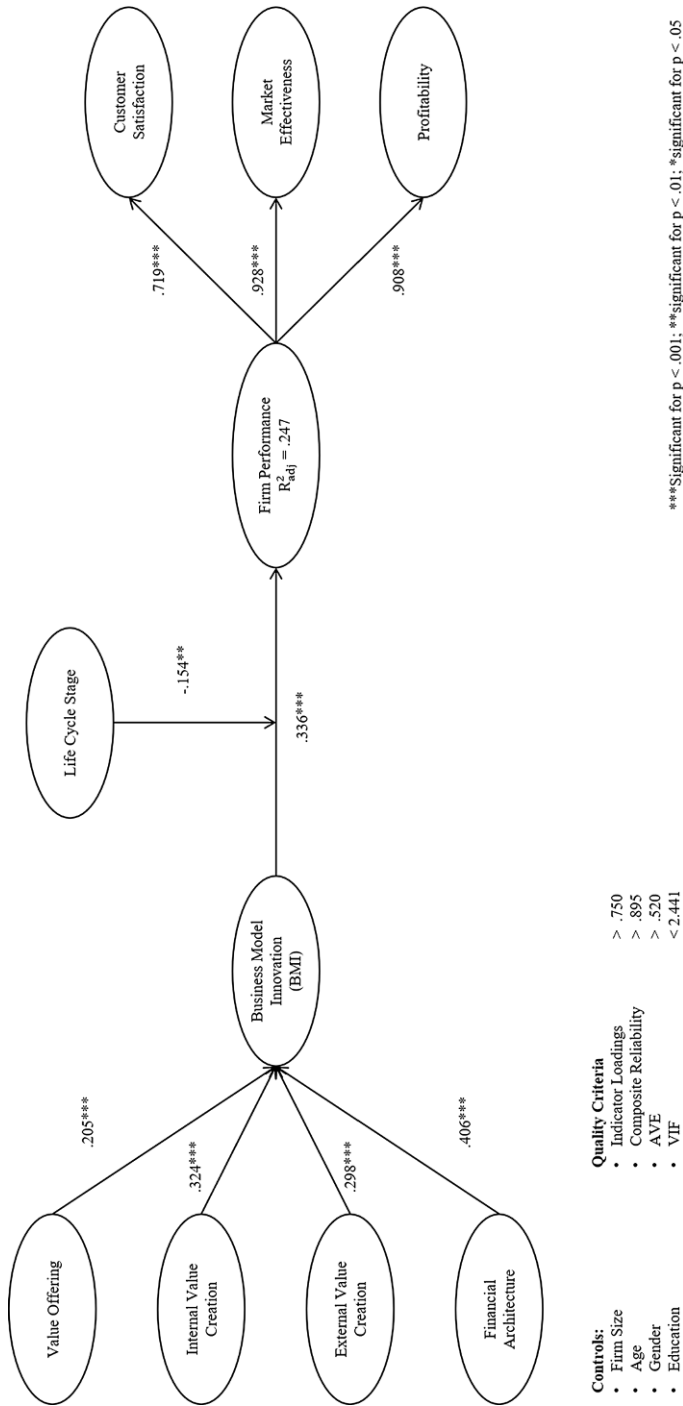 Value Offering
Internal Value
Creation
External Value
Creation
Financial
Architecture
.205***
.324***
.298***
.406***
Business Model
Innovation
(BMI)
Life Cycle Stage
-.154**
.336***
Firm Performance
R²adj = .247
.719***
.928***
.908***
Customer
Satisfaction
Market
Effectiveness
Profitability
Controls:
• Firm Size
• Age
• Gender
• Education
Quality Criteria
• Indicator Loadings > .750
• Composite Reliability > .895
• AVE > .520
• VIF < 2.441
***Significant for p < .001; **significant for p < .01; *significant for p < .05